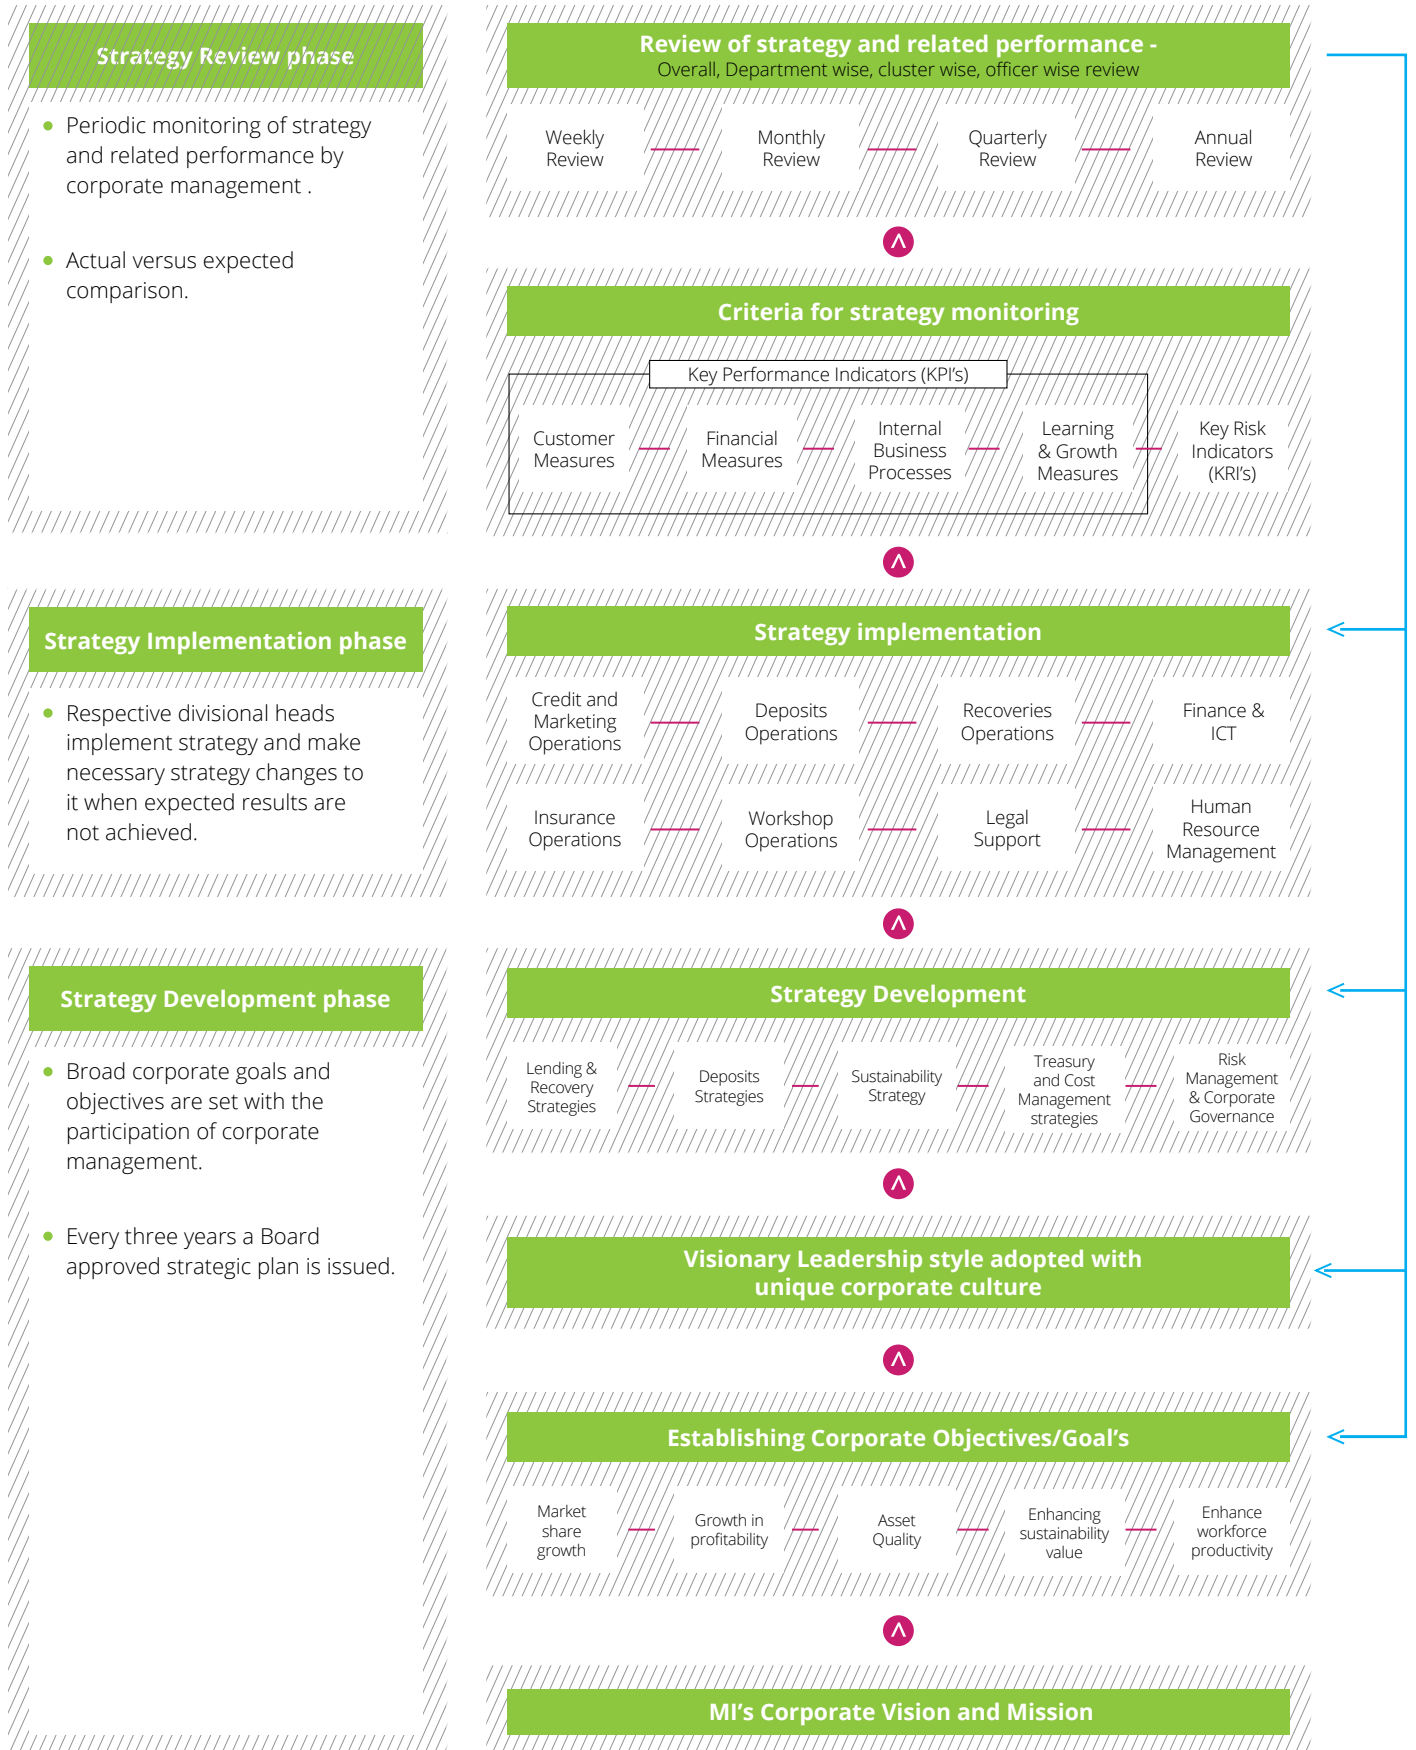 Strategy Review phase
• Periodic monitoring of strategy
and related performance by
corporate management .
• Actual versus expected
comparison.
Review of strategy and related performance -
Overall, Department wise, cluster wise, officer wise review
Weekly
Review
Monthly
Review
Quarterly
Review
Annual
Review
Criteria for strategy monitoring
Key Performance Indicators (KPI's)
Customer
Measures
Financial
Measures
Internal
Business
Processes
Learning
& Growth
Measures
Key Risk
Indicators
(KRI's)
Strategy Implementation phase
• Respective divisional heads
implement strategy and make
necessary strategy changes to
it when expected results are
not achieved.
Strategy implementation
Credit and
Marketing
Operations
Deposits
Operations
Recoveries
Operations
Finance &
ICT
Insurance
Operations
Workshop
Operations
Legal
Support
Human
Resource
Management
Strategy Development phase
• Broad corporate goals and
objectives are set with the
participation of corporate
management.
• Every three years a Board
approved strategic plan is issued.
Strategy Development
Lending &
Recovery
Strategies
Deposits
Strategies
Sustainability
Strategy
Treasury
and Cost
Management
strategies
Risk
Management
& Corporate
Governance
Visionary Leadership style adopted with
unique corporate culture
Establishing Corporate Objectives/Goal's
Market
share
growth
Growth in
profitability
Asset
Quality
Enhancing
sustainability
value
Enhance
workforce
productivity
MI's Corporate Vision and Mission